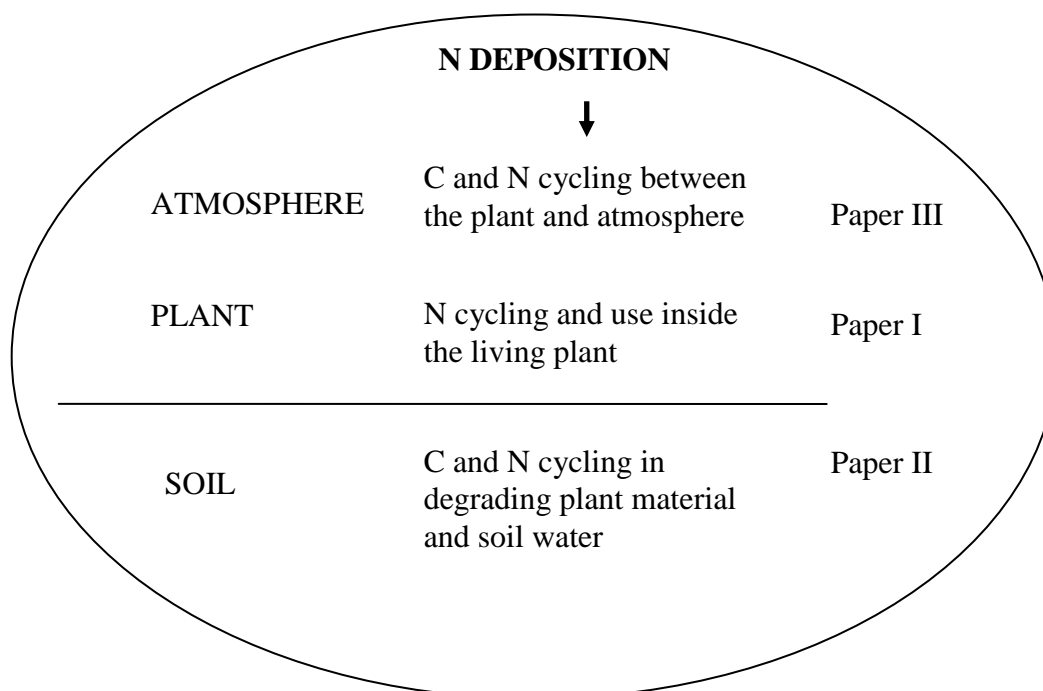 N DEPOSITION
ATMOSPHERE
C and N cycling between
the plant and atmosphere
Paper III
PLANT
N cycling and use inside
the living plant
Paper I
SOIL
C and N cycling in
degrading plant material
and soil water
Paper II